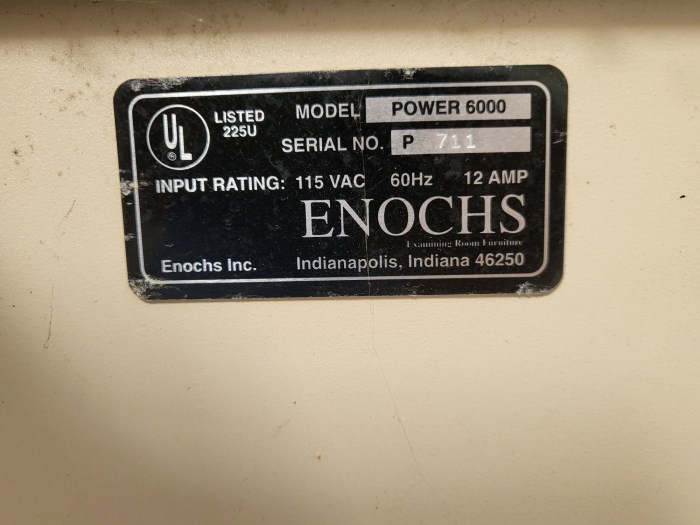 UL ®
LISTED
225U
MODEL POWER 6000
SERIAL NO. P 711
INPUT RATING: 115 VAC 60Hz 12 AMP
ENOCHS
Examining Room Furniture
Enochs Inc. Indianapolis, Indiana 46250